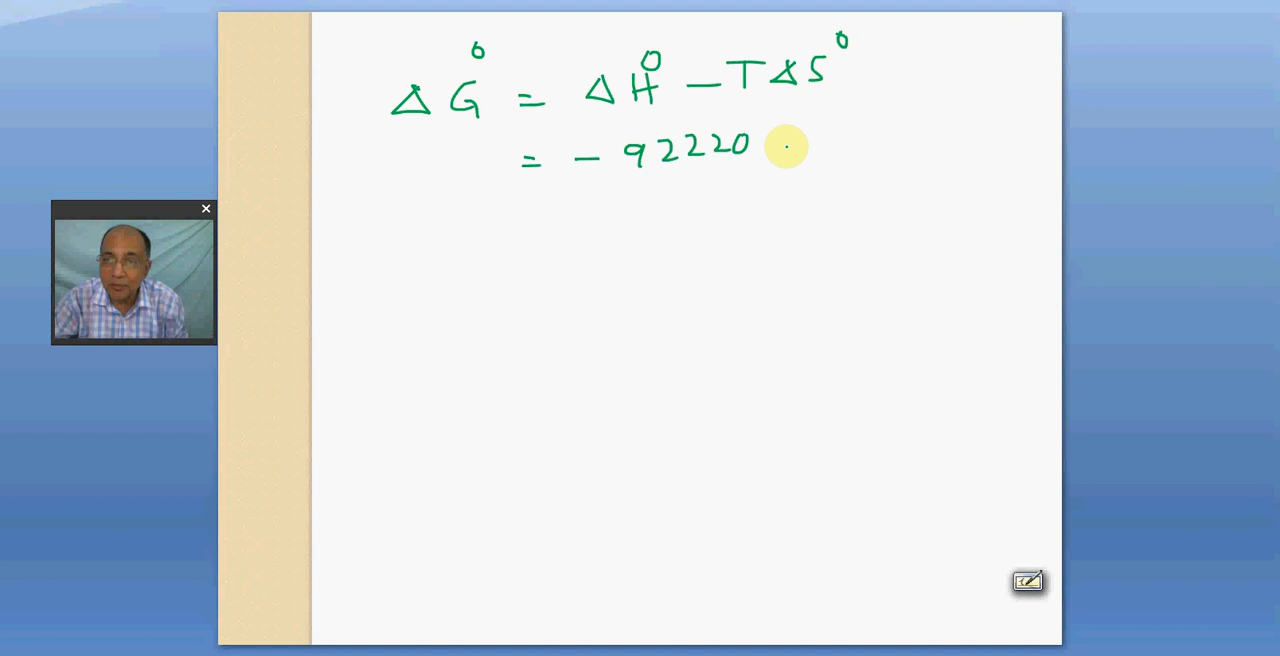 ΔG° = ΔH° - TΔS°
= - 92220